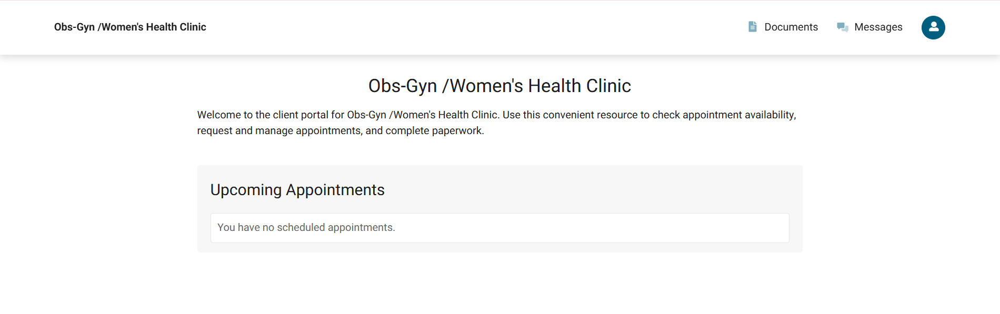 Obs-Gyn /Women's Health Clinic
Documents
Messages
Obs-Gyn /Women's Health Clinic
Welcome to the client portal for Obs-Gyn /Women's Health Clinic. Use this convenient resource to check appointment availability,
request and manage appointments, and complete paperwork.
Upcoming Appointments
You have no scheduled appointments.